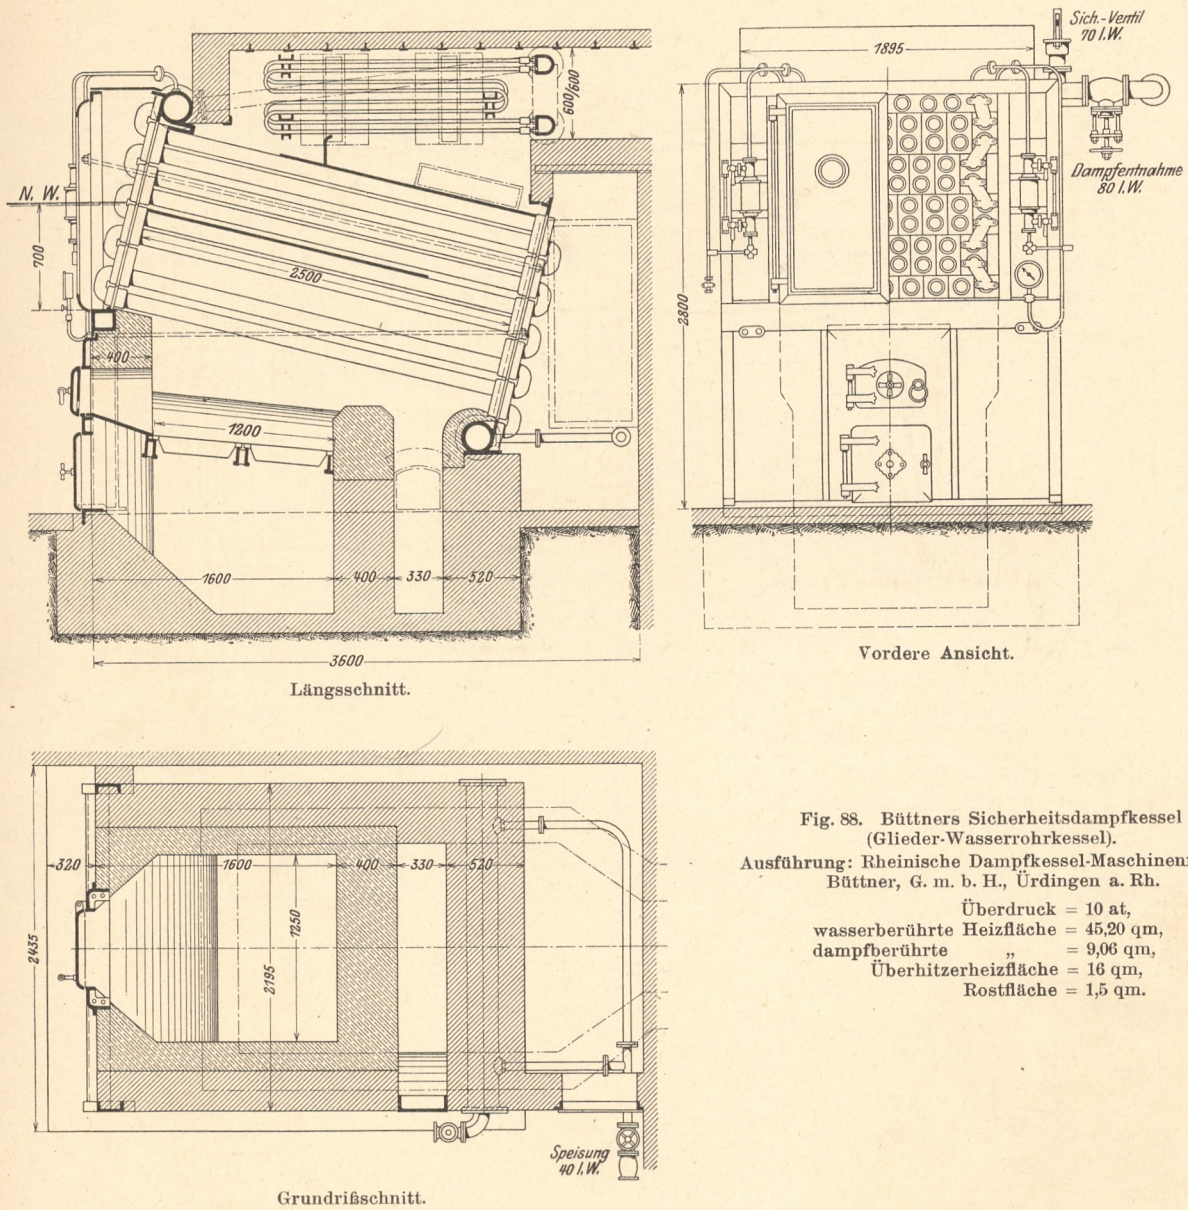 N. W.
700
2500
400
1200
1600
400
330
520
3600
600/600
Längsschnitt.
Sich.-Ventil
70 l.W.
1895
2800
Dampfentnahme
80 l.W.
Vordere Ansicht.
320
1600
400
330
520
2435
2195
1250
Speisung
40 l.W.
Grundrißschnitt.
Fig. 88. Büttners Sicherheitsdampfkessel
(Glieder-Wasserrohrkessel).
Ausführung: Rheinische Dampfkessel-Maschinen
Büttner, G. m. b. H., Ürdingen a. Rh.
Überdruck = 10 at,
wasserberührte Heizfläche = 45,20 qm,
dampfberührte „ = 9,06 qm,
Überhitzerheizfläche = 16 qm,
Rostfläche = 1,5 qm.